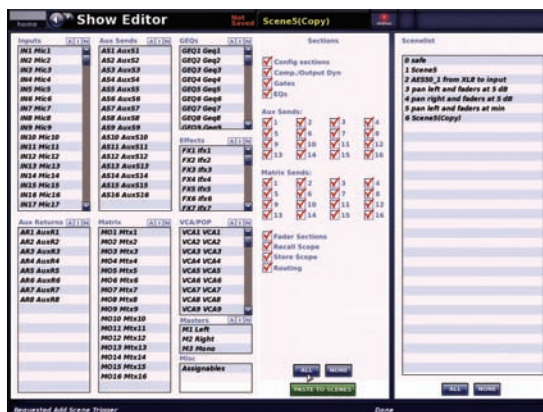 home
Show Editor
Not Saved
Scene5(Copy)
Inputs A I N
IN1 Mic1
IN2 Mic2
IN3 Mic3
IN4 Mic4
IN5 Mic5
IN6 Mic6
IN7 Mic7
IN8 Mic8
IN9 Mic9
IN10 Mic10
IN11 Mic11
IN12 Mic12
IN13 Mic13
IN14 Mic14
IN15 Mic15
IN16 Mic16
IN17 Mic17
Aux Sends A I N
AS1 AuxS1
AS2 AuxS2
AS3 AuxS3
AS4 AuxS4
AS5 AuxS5
AS6 AuxS6
AS7 AuxS7
AS8 AuxS8
AS9 AuxS9
AS10 AuxS10
AS11 AuxS11
AS12 AuxS12
AS13 AuxS13
AS14 AuxS14
AS15 AuxS15
AS16 AuxS16
GEQs A I N
GEQ1 Geq1
GEQ2 Geq2
GEQ3 Geq3
GEQ4 Geq4
GEQ5 Geq5
GEQ6 Geq6
GEQ7 Geq7
GEQ8 Geq8
GEQ9 Geq9
Effects A I N
FX1 Ifx1
FX2 Ifx2
FX3 Ifx3
FX4 Ifx4
FX5 Ifx5
FX6 Ifx6
FX7 Ifx7
Aux Returns A I N
AR1 AuxR1
AR2 AuxR2
AR3 AuxR3
AR4 AuxR4
AR5 AuxR5
AR6 AuxR6
AR7 AuxR7
AR8 AuxR8
Matrix A I N
MO1 Mtx1
MO2 Mtx2
MO3 Mtx3
MO4 Mtx4
MO5 Mtx5
MO6 Mtx6
MO7 Mtx7
MO8 Mtx8
MO9 Mtx9
MO10 Mtx10
MO11 Mtx11
MO12 Mtx12
MO13 Mtx13
MO14 Mtx14
MO15 Mtx15
MO16 Mtx16
VCA/POP A I N
VCA1 VCA1
VCA2 VCA2
VCA3 VCA3
VCA4 VCA4
VCA5 VCA5
VCA6 VCA6
VCA7 VCA7
VCA8 VCA8
VCA9 VCA9
Masters A I N
M1 Left
M2 Right
M3 Mono
Misc
Assignables
Sections
Config sections
Comp./Output Dyn
Gates
EQs
Aux Sends:
1 2 3 4
5 6 7 8
9 10 11 12
13 14 15 16
Matrix Sends:
1 2 3 4
5 6 7 8
9 10 11 12
13 14 15 16
Fader Sections
Recall Scope
Store Scope
Routing
ALL NONE
PASTE TO SCENES
Scenelist
0 safe
1 Scene5
2 AES50_1 from XL8 to input
3 pan left and faders at 5 dB
4 pan right and faders at 5 dB
5 pan left and faders at min
6 Scene5(Copy)
ALL NONE
Requested Add Scene Trigger
Done